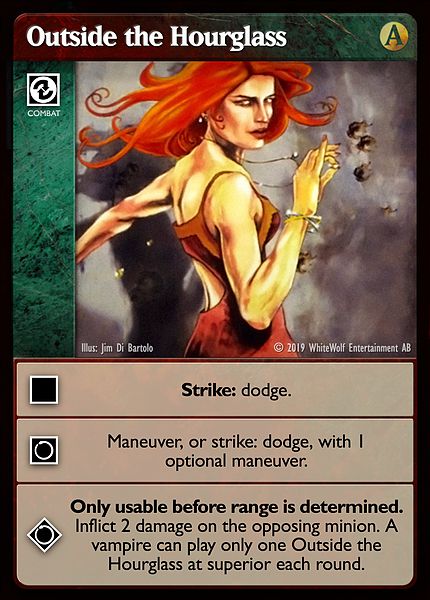 Outside the Hourglass
A
COMBAT
Illus: Jim Di Bartolo
© 2019 WhiteWolf Entertainment AB
Strike: dodge.
Maneuver, or strike: dodge, with 1
optional maneuver.
Only usable before range is determined.
Inflict 2 damage on the opposing minion. A
vampire can play only one Outside the
Hourglass at superior each round.